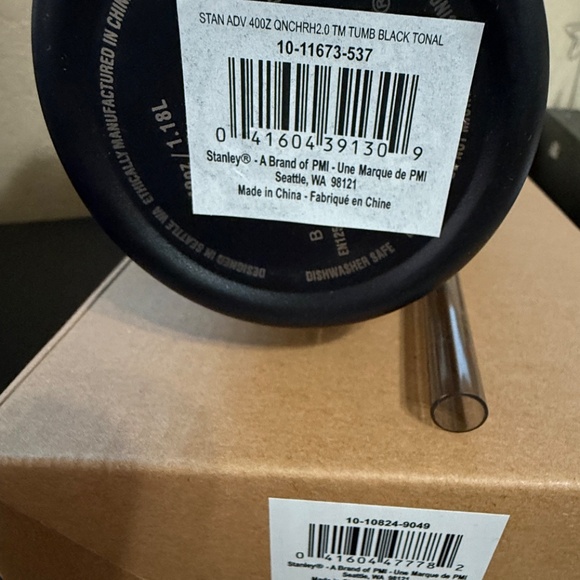 STAN ADV 400Z QNCHRH2.0 TM TUMB BLACK TONAL
10-11673-537
0 41604 39130 9
Stanley® - A Brand of PMI - Une Marque de PMI
Seattle, WA 98121
Made in China - Fabriqué en Chine
DESIGNED IN SEATTLE, WA ETHICALLY MANUFACTURED IN CHINA
/1.18L
EN125
DISHWASHER SAFE
10-10824-9049
0 41604 47778 2
Stanley® - A Brand of PMI - Une Marque de PMI
Seattle, WA 98121